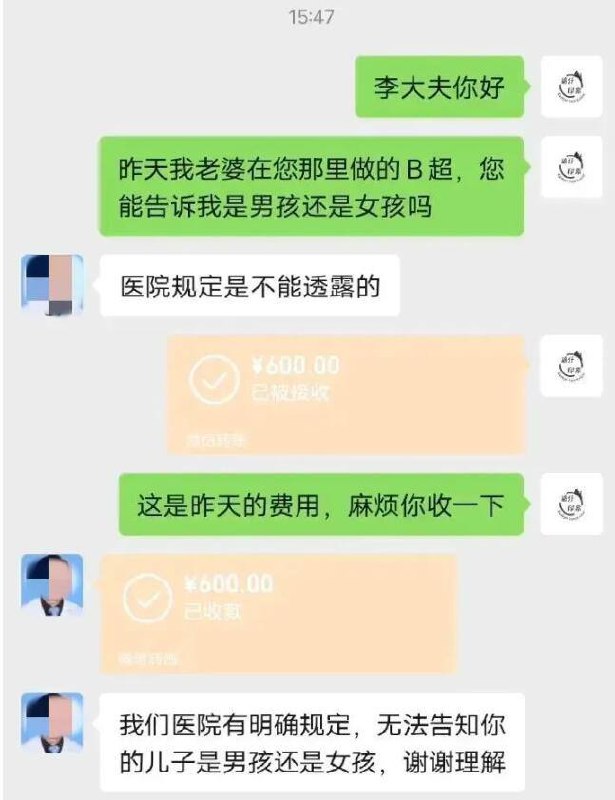 15:47
李大夫你好
昨天我老婆在您那里做的B超，您
能告诉我是男孩还是女孩吗
医院规定是不能透露的
¥600.00
已被接收
微信转账
这是昨天的费用，麻烦你收一下
¥600.00
已收款
微信转账
我们医院有明确规定，无法告知你
的儿子是男孩还是女孩，谢谢理解